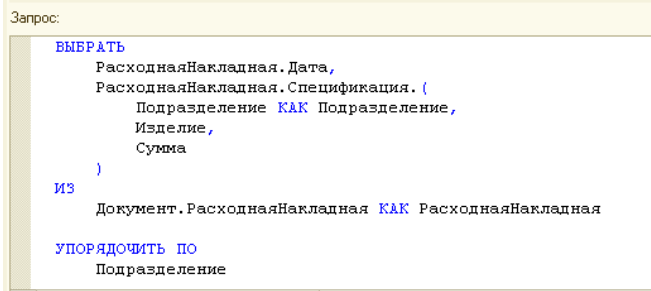 Запрос:
ВЫБРАТЬ
РасходнаяНакладная.Дата,
РасходнаяНакладная.Спецификация.(
Подразделение КАК Подразделение,
Изделие,
Сумма
)
ИЗ
Документ.РасходнаяНакладная КАК РасходнаяНакладная
УПОРЯДОЧИТЬ ПО
Подразделение